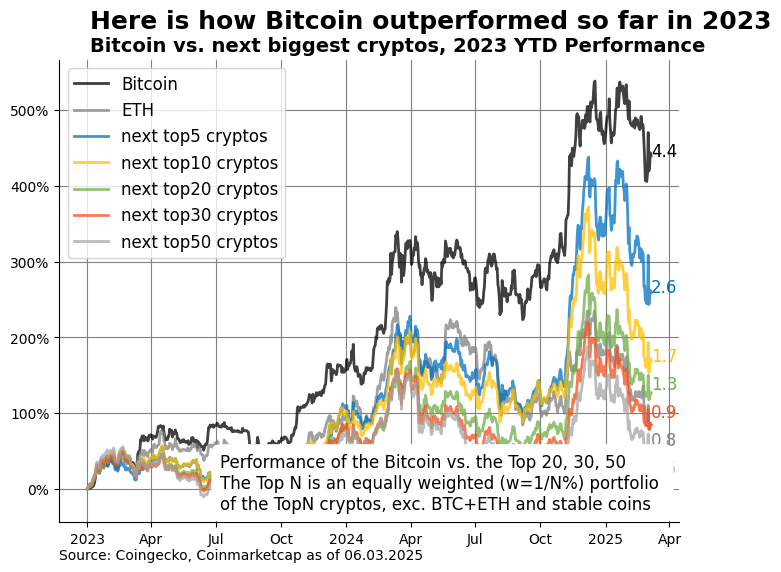 Here is how Bitcoin outperformed so far in 2023
Bitcoin vs. next biggest cryptos, 2023 YTD Performance
Bitcoin
ETH
next top5 cryptos
next top10 cryptos
next top20 cryptos
next top30 cryptos
next top50 cryptos
500%
400%
300%
200%
100%
0%
4.4
2.6
1.7
1.3
0.9
0.8
Performance of the Bitcoin vs. the Top 20, 30, 50
The Top N is an equally weighted (w=1/N%) portfolio
of the TopN cryptos, exc. BTC+ETH and stable coins
2023 Apr Jul Oct 2024 Apr Jul Oct 2025 Apr
Source: Coingecko, Coinmarketcap as of 06.03.2025